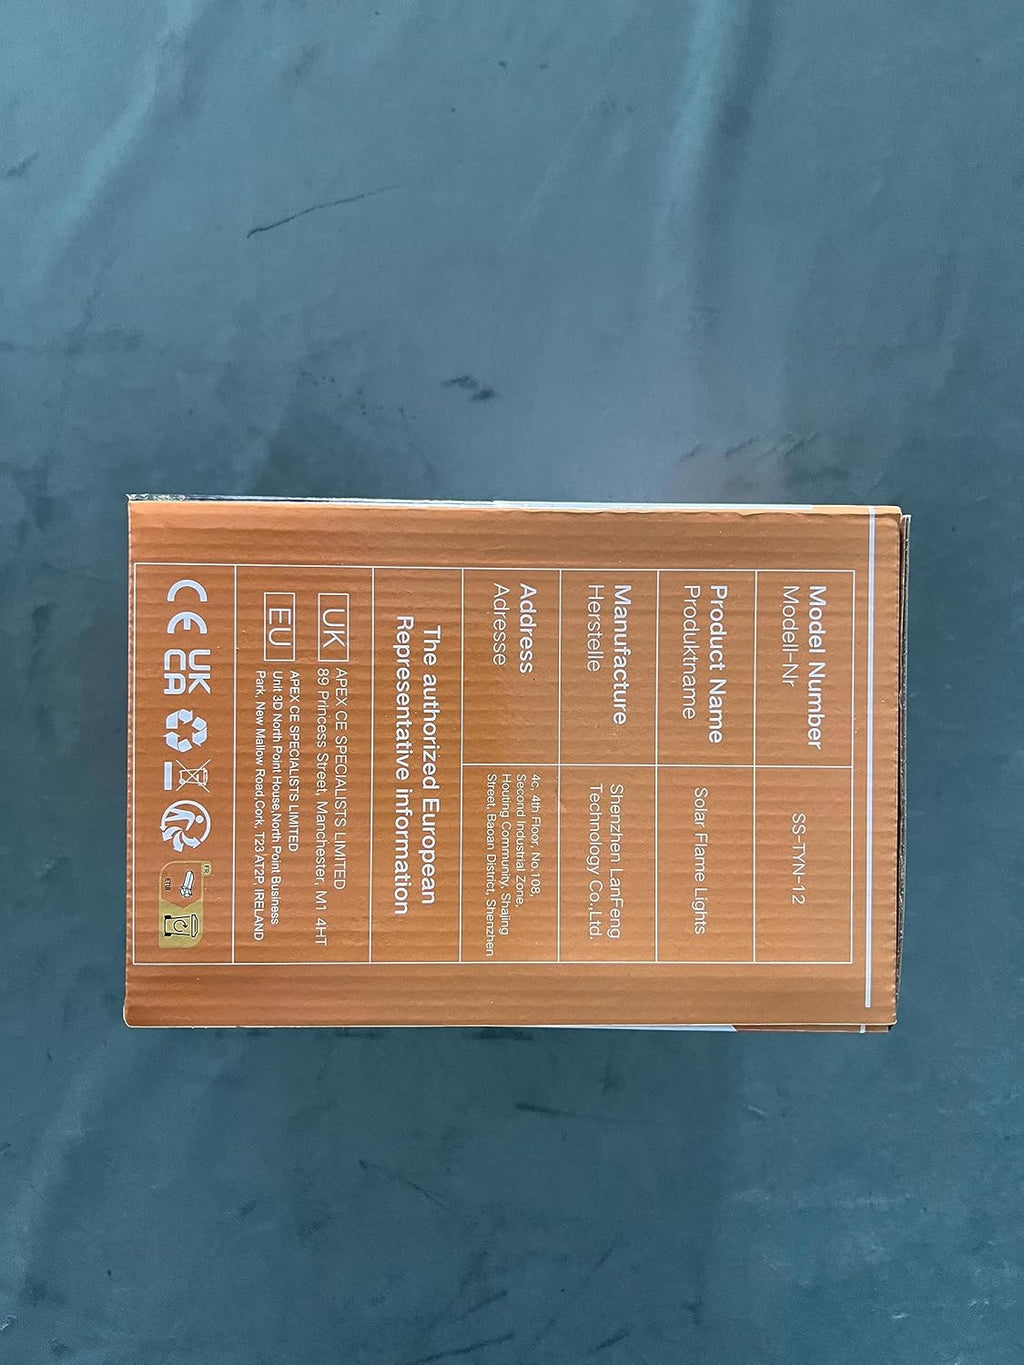 Model Number
Modell-Nr
SS-TYN-12
Product Name
Produktname
Solar Flame Lights
Manufacture
Herstelle
Shenzhen LanFeng
Technology Co.,Ltd.
Address
Adresse
4c, 4th Floor, No.108,
Second Industrial Zone,
Houting Community, Shajing
Street, Baoan District, Shenzhen
The authorized European
Representative information
UK
APEX CE SPECIALISTS LIMITED
89 Princess Street, Manchester, M1 4HT
EU
APEX CE SPECIALISTS LIMITED
Unit 3D North Point House,North Point Business
Park, New Mallow Road,Cork, T23 AT2P, IRELAND
CE
UK
CA
FR